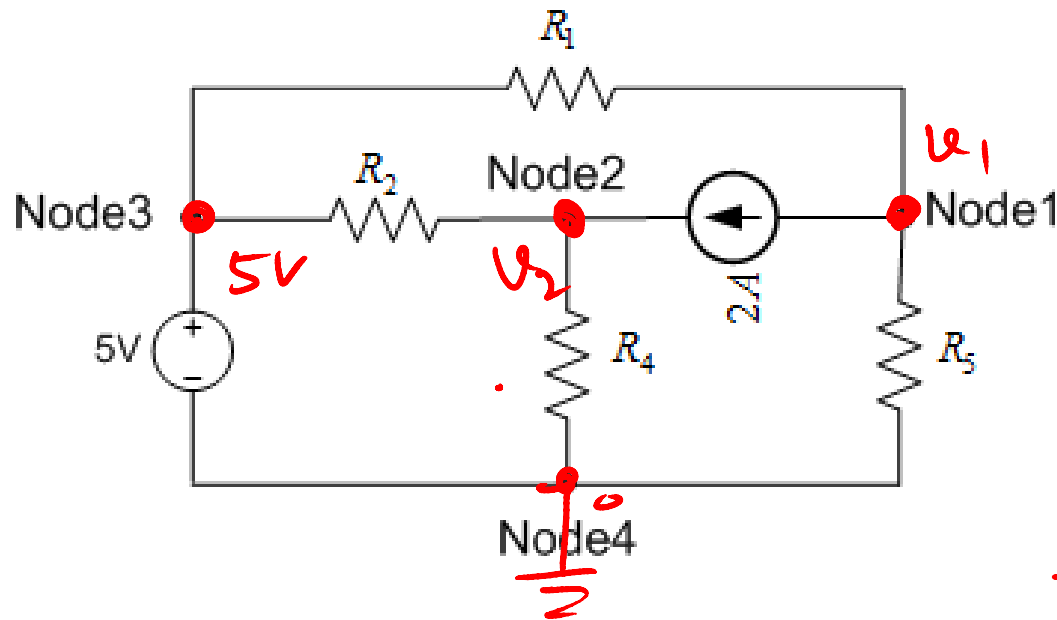 R₁
v₁
R₂
Node2
Node3
Node1
5V
v₂
2A
5V
+
−
R₄
R₅
0
Node4